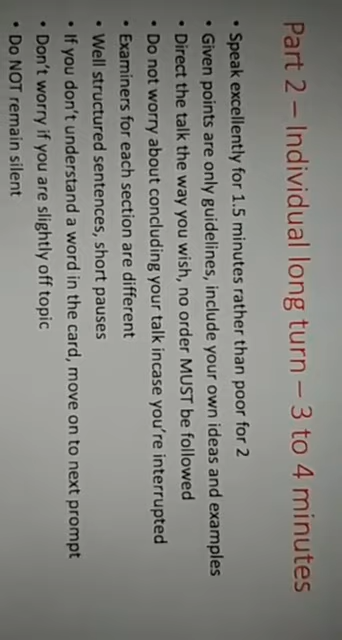 Part 2 – Individual long turn – 3 to 4 minutes
• Speak excellently for 1.5 minutes rather than poor for 2
• Given points are only guidelines, include your own ideas and examples
• Direct the talk the way you wish, no order MUST be followed
• Do not worry about concluding your talk incase you're interrupted
• Examiners for each section are different
• Well structured sentences, short pauses
• If you don't understand a word in the card, move on to next prompt
• Don't worry if you are slightly off topic
• Do NOT remain silent